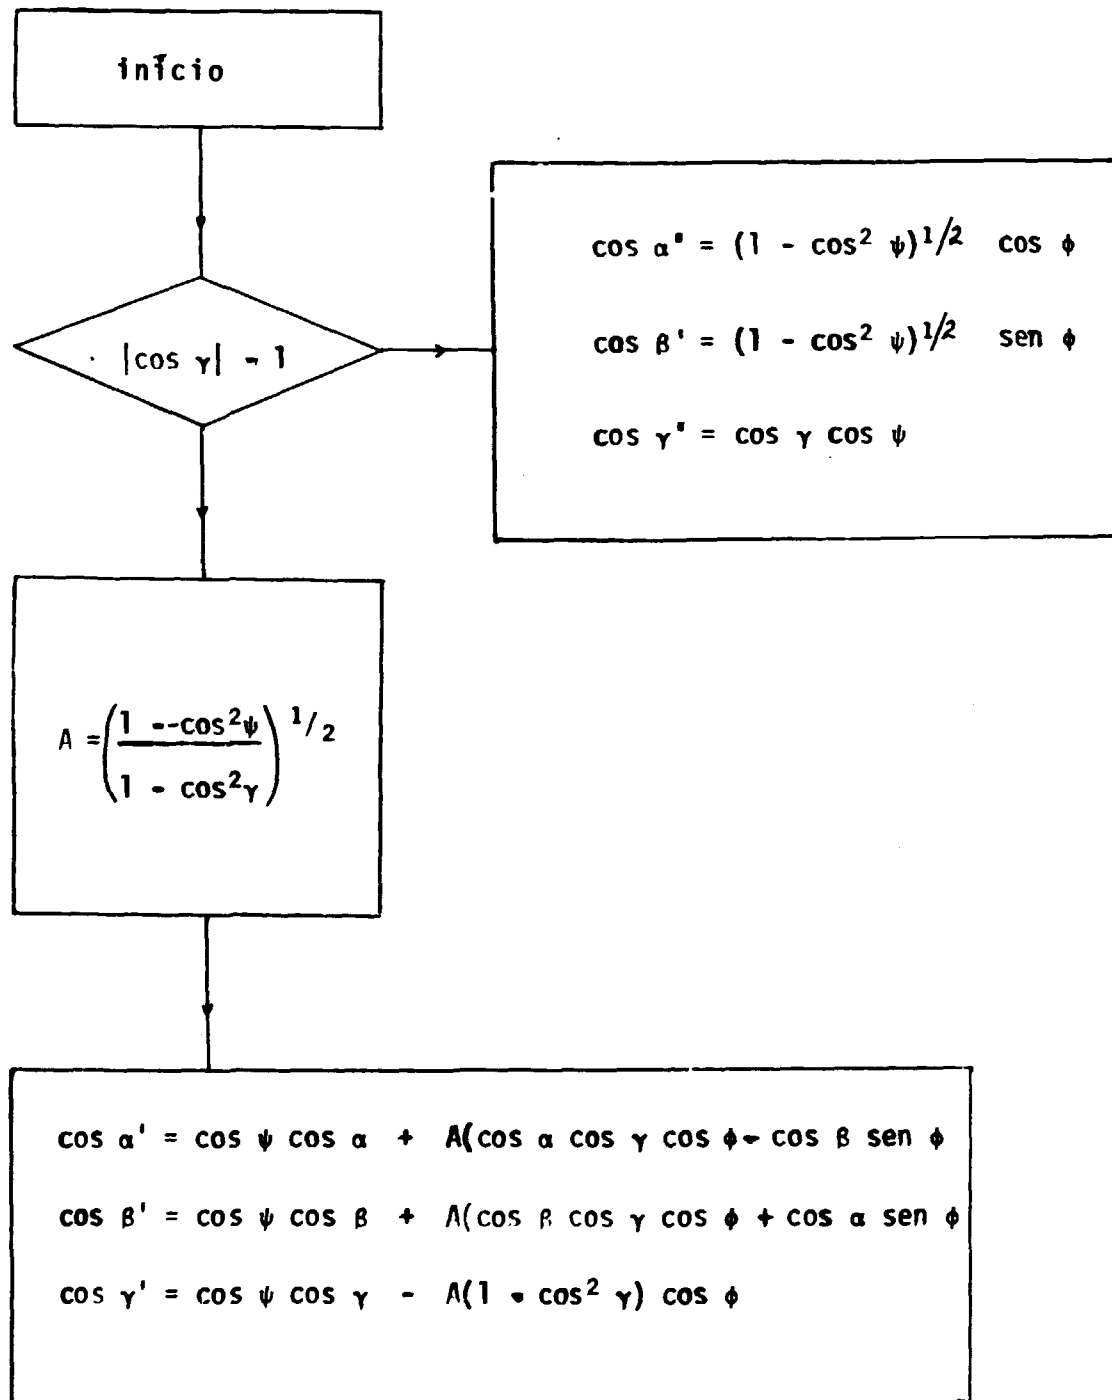 início
cos α' = (1 - cos² ψ)^1/2 cos φ
cos β' = (1 - cos² ψ)^1/2 sen φ
cos γ' = cos γ cos ψ
|cos γ| - 1
A = ((1 - cos²ψ)/(1 - cos²γ))^1/2
cos α' = cos ψ cos α + A(cos α cos γ cos φ - cos β sen φ
cos β' = cos ψ cos β + A(cos β cos γ cos φ + cos α sen φ
cos γ' = cos ψ cos γ - A(1 - cos² γ) cos φ